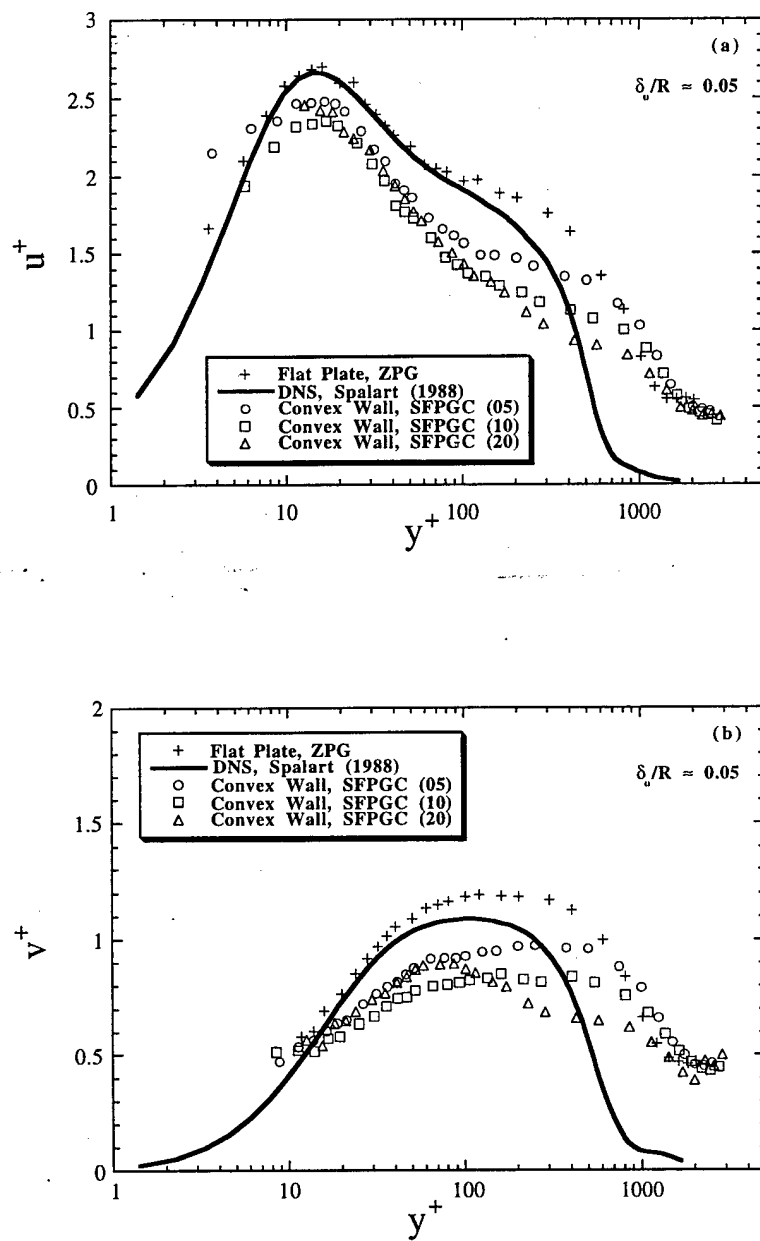 3
(a)
δᵤ/R ≈ 0.05
2.5
2
u⁺
1.5
1
Flat Plate, ZPG
DNS, Spalart (1988)
Convex Wall, SFPGC (05)
Convex Wall, SFPGC (10)
Convex Wall, SFPGC (20)
0.5
0
1
10
100
1000
y⁺
2
(b)
Flat Plate, ZPG
DNS, Spalart (1988)
Convex Wall, SFPGC (05)
Convex Wall, SFPGC (10)
Convex Wall, SFPGC (20)
δᵤ/R ≈ 0.05
1.5
v⁺
1
0.5
0
1
10
100
1000
y⁺